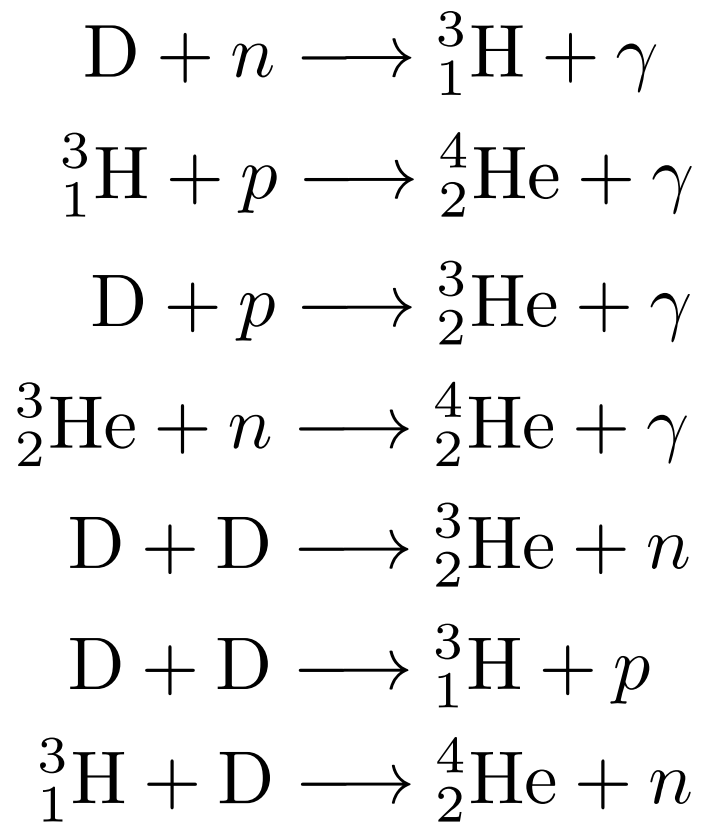 D + n ⟶ ³₁H + γ
³₁H + p ⟶ ⁴₂He + γ
D + p ⟶ ³₂He + γ
³₂He + n ⟶ ⁴₂He + γ
D + D ⟶ ³₂He + n
D + D ⟶ ³₁H + p
³₁H + D ⟶ ⁴₂He + n